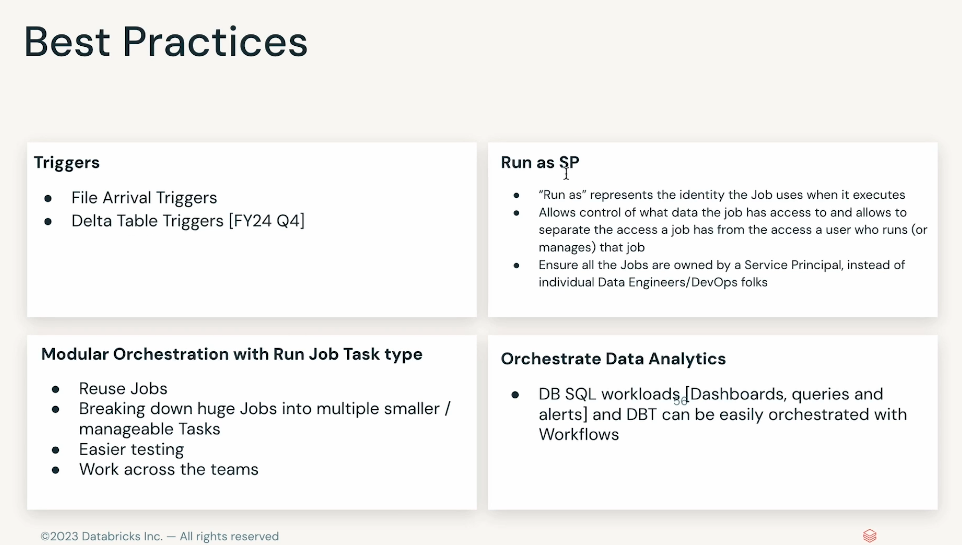 Best Practices
Triggers
● File Arrival Triggers
● Delta Table Triggers [FY24 Q4]
Run as SP
● “Run as” represents the identity the Job uses when it executes
● Allows control of what data the job has access to and allows to
separate the access a job has from the access a user who runs (or
manages) that job
● Ensure all the Jobs are owned by a Service Principal, instead of
individual Data Engineers/DevOps folks
Modular Orchestration with Run Job Task type
● Reuse Jobs
● Breaking down huge Jobs into multiple smaller /
manageable Tasks
● Easier testing
● Work across the teams
Orchestrate Data Analytics
● DB SQL workloads [Dashboards, queries and
alerts] and DBT can be easily orchestrated with
Workflows
©2023 Databricks Inc. — All rights reserved